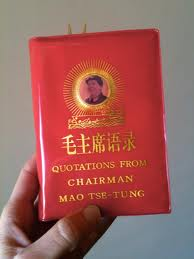 毛主席语录
QUOTATIONS FROM
CHAIRMAN
MAO TSE-TUNG